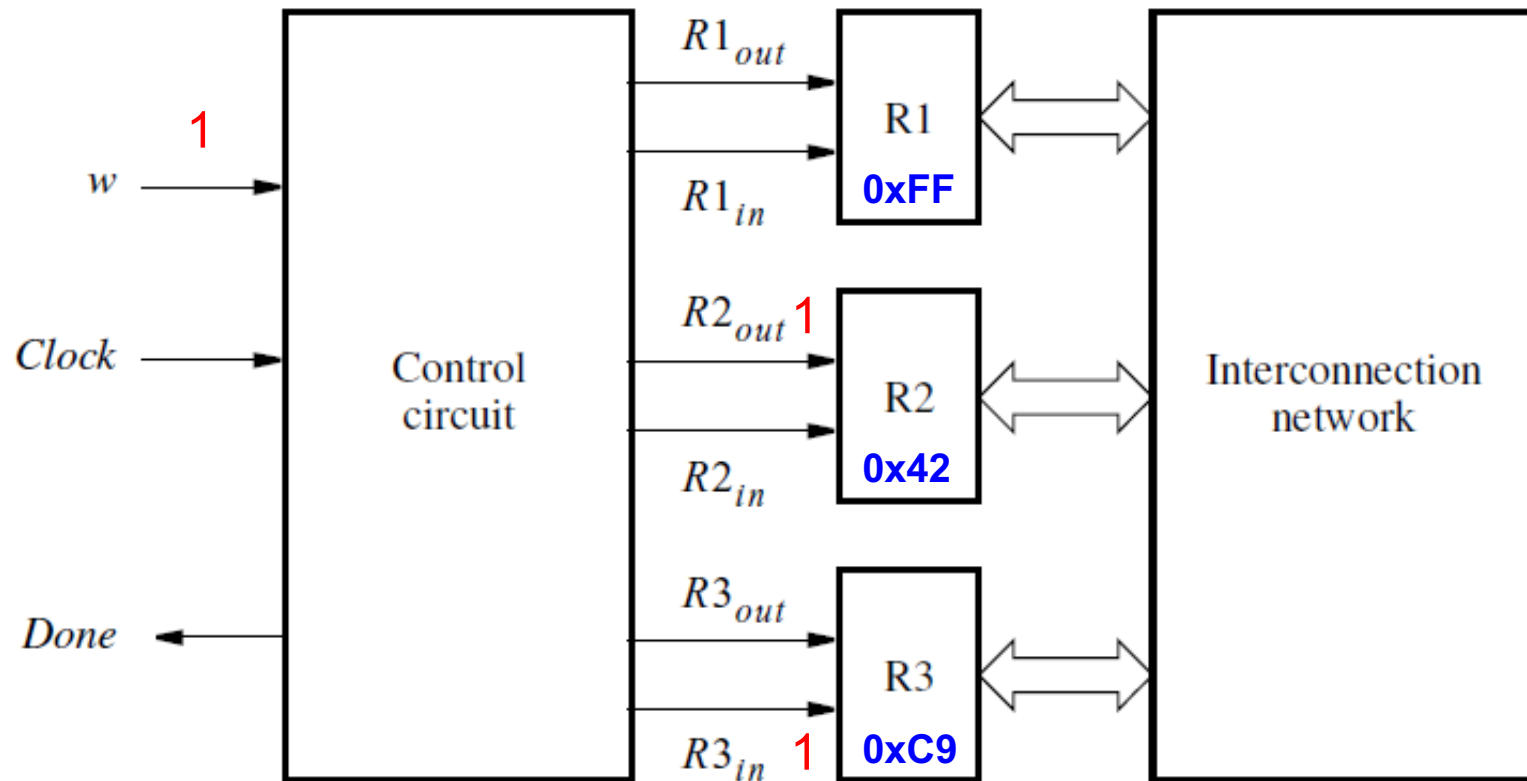 1
w
Clock
Done
Control
circuit
R1out
R1in
R2out 1
R2in
R3out
R3in 1
R1
0xFF
R2
0x42
R3
0xC9
Interconnection
network